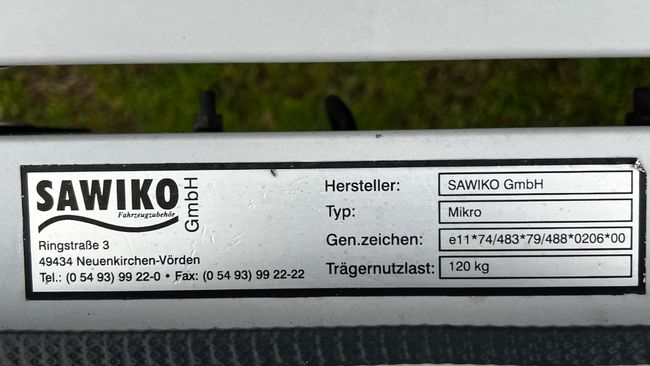 SAWIKO GmbH
Fahrzeugzubehör
Ringstraße 3
49434 Neuenkirchen-Vörden
Tel.: (0 54 93) 99 22-0 • Fax: (0 54 93) 99 22-22
Hersteller: SAWIKO GmbH
Typ: Mikro
Gen.zeichen: e11*74/483*79/488*0206*00
Trägernutzlast: 120 kg